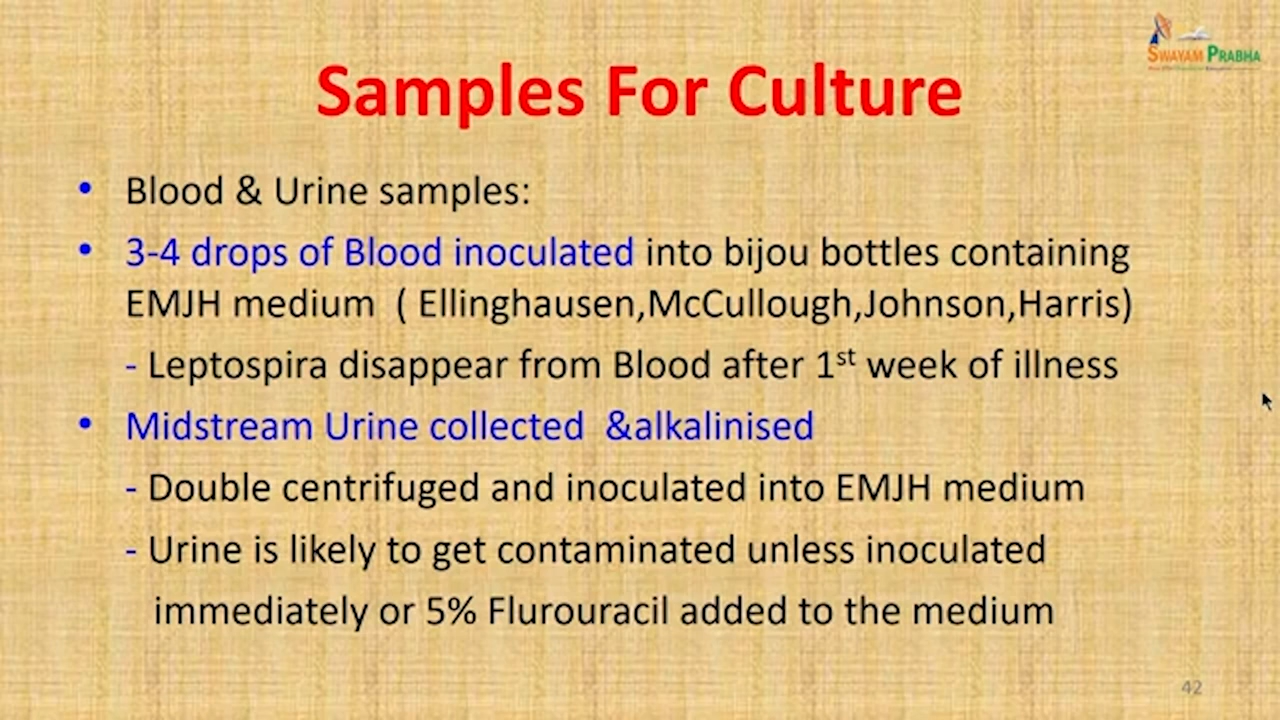 SWAYAM PRABHA
Samples For Culture
• Blood & Urine samples:
• 3-4 drops of Blood inoculated into bijou bottles containing
EMJH medium ( Ellinghausen,McCullough,Johnson,Harris)
- Leptospira disappear from Blood after 1st week of illness
• Midstream Urine collected &alkalinised
- Double centrifuged and inoculated into EMJH medium
- Urine is likely to get contaminated unless inoculated
immediately or 5% Flurouracil added to the medium
42